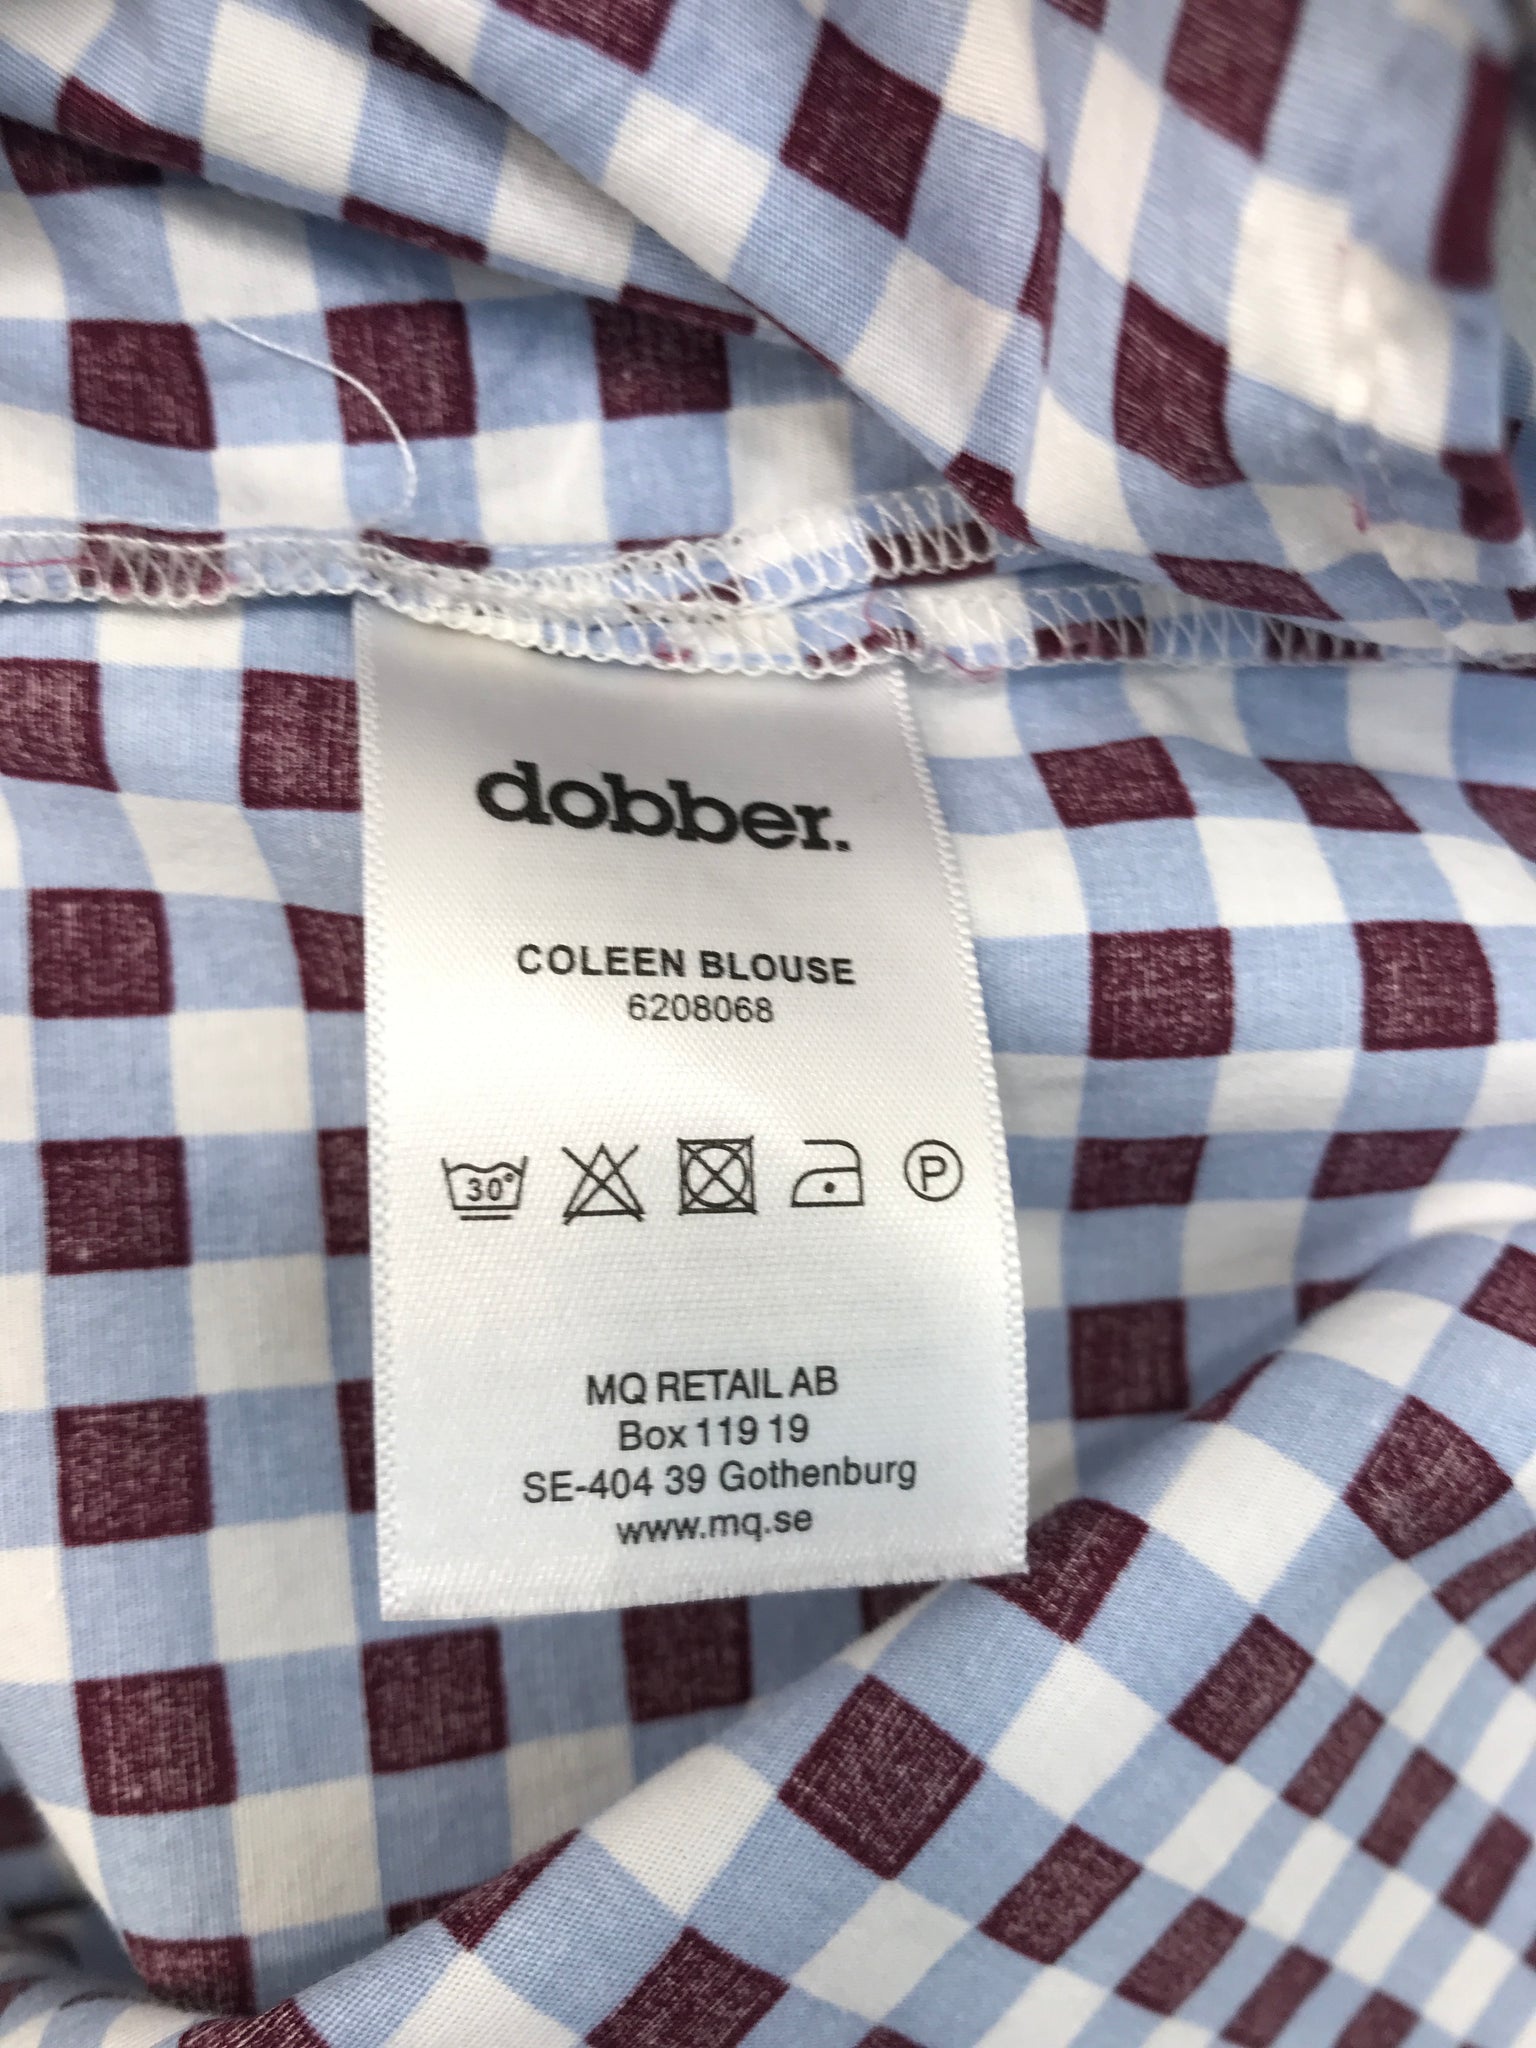 dobber.
COLEEN BLOUSE
6208068
30° P
MQ RETAIL AB
Box 119 19
SE-404 39 Gothenburg
www.mq.se